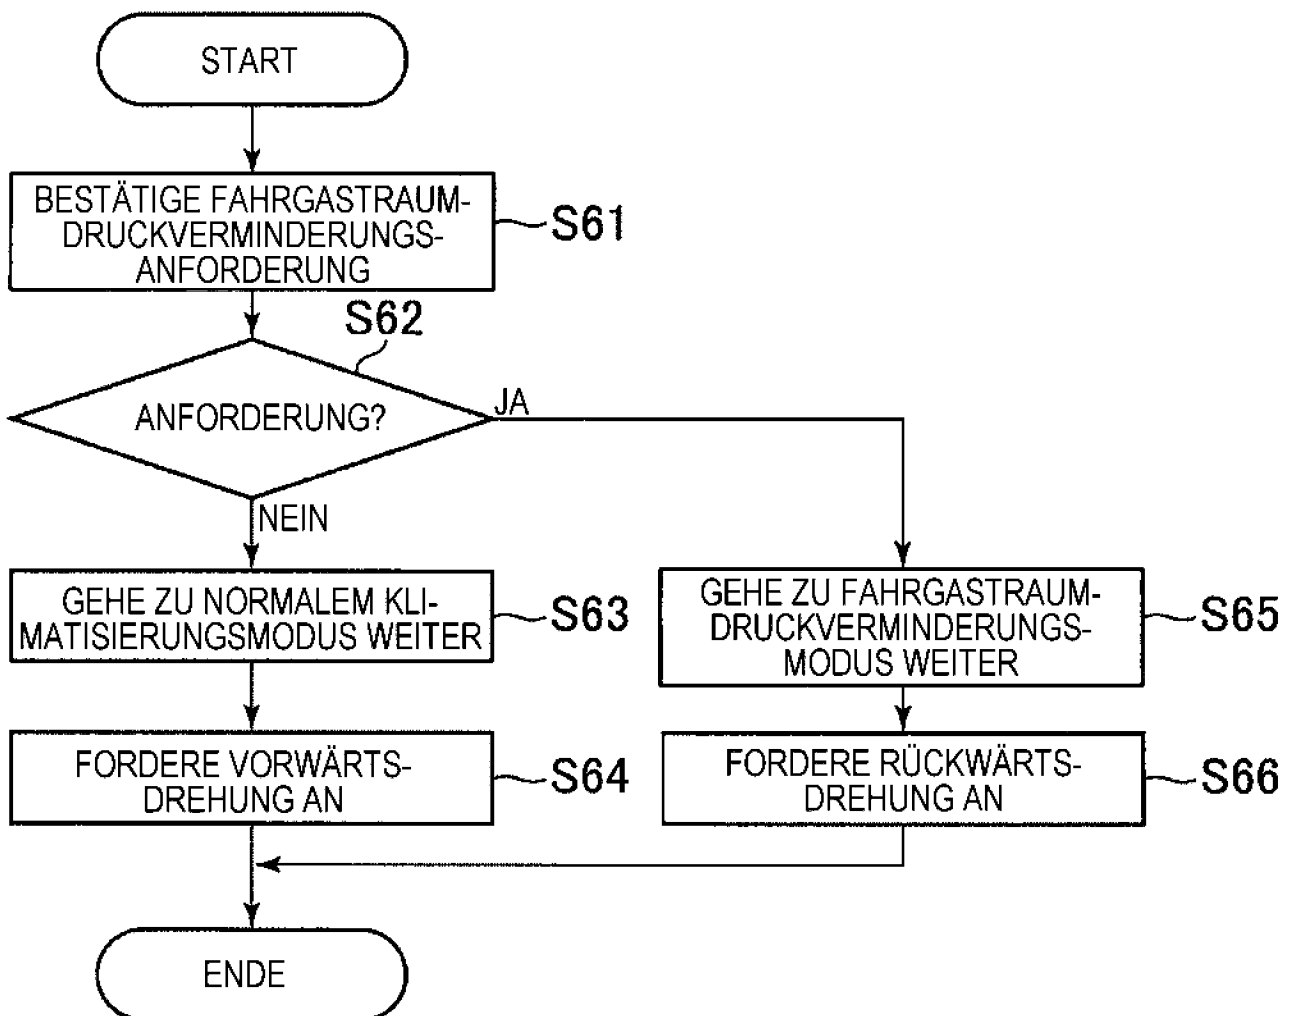 START
BESTÄTIGE FAHRGASTRAUM-
DRUCKVERMINDERUNGS-
ANFORDERUNG
S61
S62
ANFORDERUNG?
JA
NEIN
GEHE ZU NORMALEM KLI-
MATISIERUNGSMODUS WEITER
S63
GEHE ZU FAHRGASTRAUM-
DRUCKVERMINDERUNGS-
MODUS WEITER
S65
FORDERE VORWÄRTS-
DREHUNG AN
S64
FORDERE RÜCKWÄRTS-
DREHUNG AN
S66
ENDE